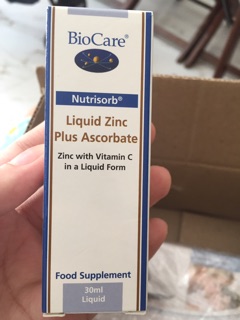 BioCare®
Nutrisorb®
Liquid Zinc
Plus Ascorbate
Zinc with Vitamin C
in a Liquid Form
Food Supplement
30ml
Liquid